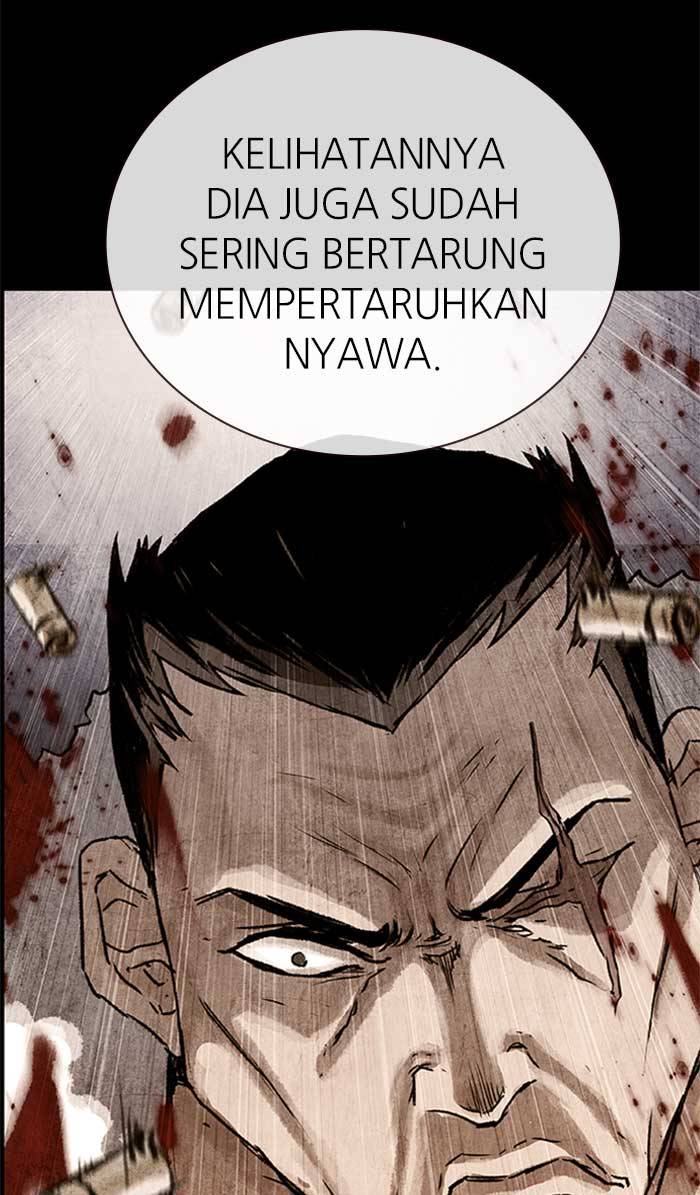 KELIHATANNYA
DIA JUGA SUDAH
SERING BERTARUNG
MEMPERTARUHKAN
NYAWA.